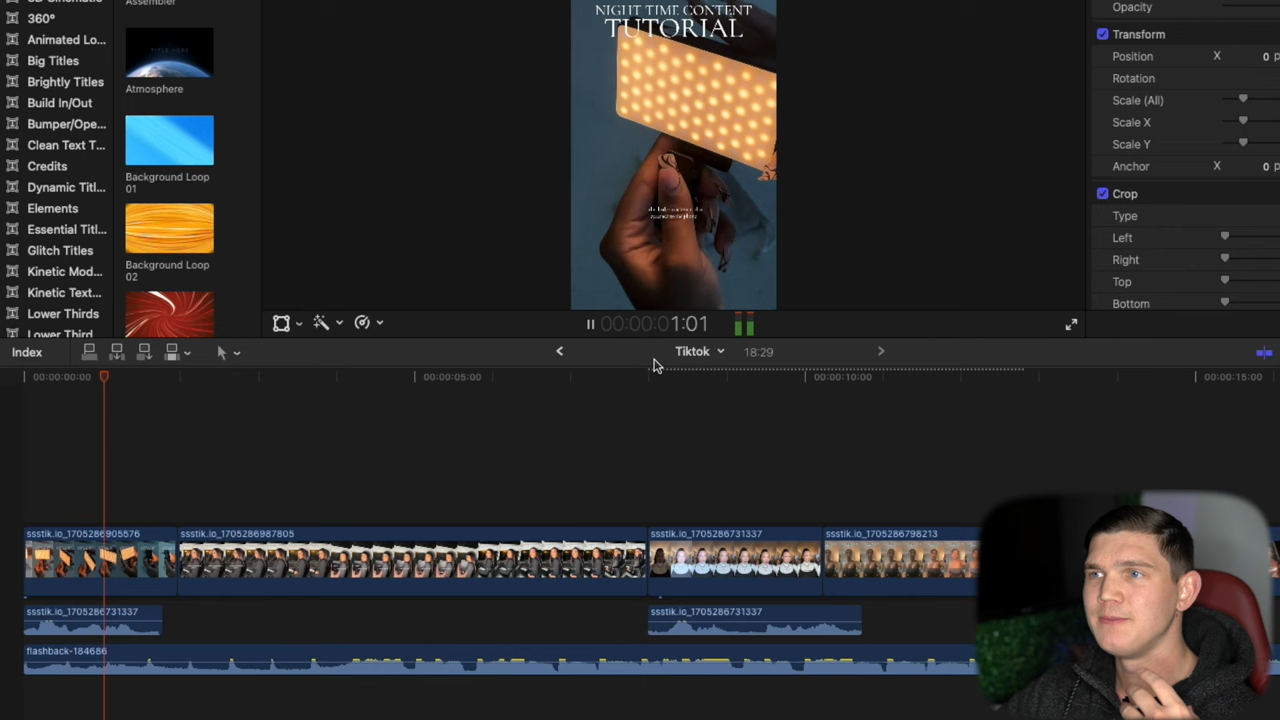 360°
Animated Lo...
Big Titles
Brightly Titles
Build In/Out
Bumper/Ope...
Clean Text T...
Credits
Dynamic Titl...
Elements
Essential Titl...
Glitch Titles
Kinetic Mod...
Kinetic Text...
Lower Thirds
Lower Third
Assembler
TITLE HERE
Atmosphere
Background Loop
01
Background Loop
02
NIGHT TIME CONTENT
TUTORIAL
Opacity
Transform
Position X 0 p
Rotation
Scale (All)
Scale X
Scale Y
Anchor X 0 p
Crop
Type
Left
Right
Top
Bottom
00:00:01:01
Index
Tiktok
18:29
00:00:00:00
00:00:05:00
00:00:10:00
00:00:15:00
ssstik.io_1705286905576
ssstik.io_1705286987805
ssstik.io_1705286731337
ssstik.io_1705286798213
ssstik.io_1705286731337
ssstik.io_1705286731337
flashback-184686